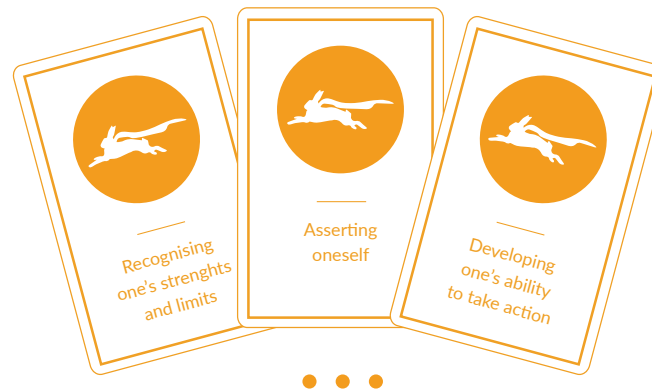 Recognising
one's strenghts
and limits
Asserting
oneself
Developing
one's ability
to take action